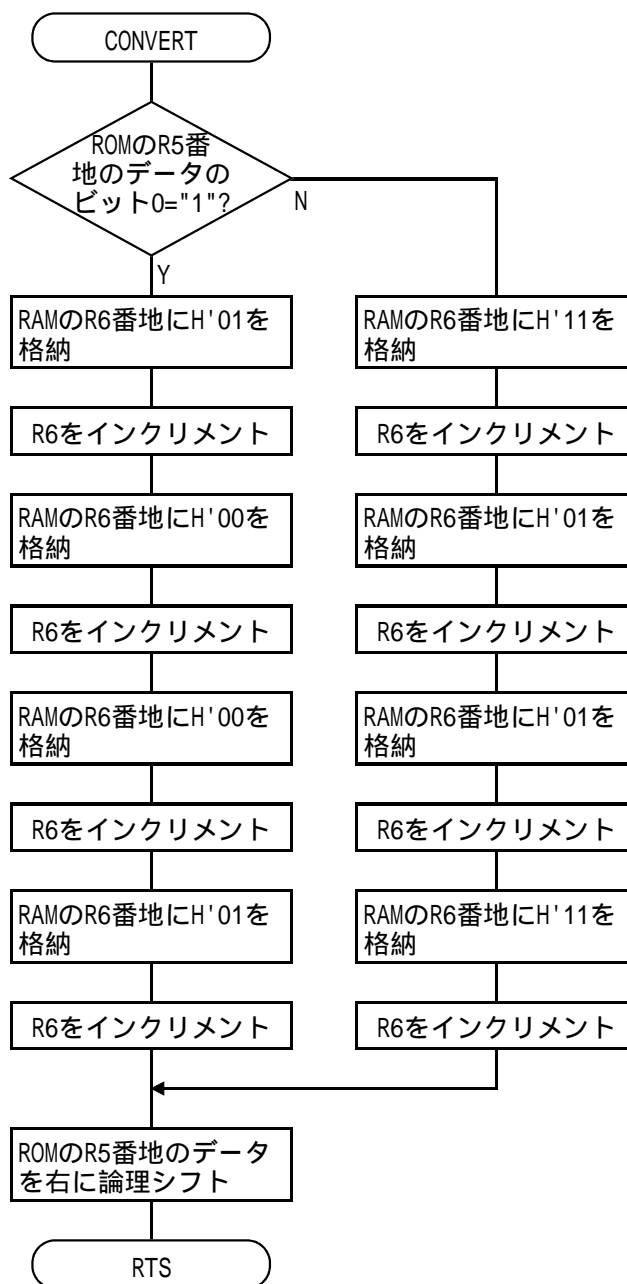 CONVERT
ROMのR5番
地のデータの
ビット0="1"?
N
Y
RAMのR6番地にH'01を
格納
R6をインクリメント
RAMのR6番地にH'00を
格納
R6をインクリメント
RAMのR6番地にH'00を
格納
R6をインクリメント
RAMのR6番地にH'01を
格納
R6をインクリメント
RAMのR6番地にH'11を
格納
R6をインクリメント
RAMのR6番地にH'01を
格納
R6をインクリメント
RAMのR6番地にH'01を
格納
R6をインクリメント
RAMのR6番地にH'11を
格納
R6をインクリメント
ROMのR5番地のデータ
を右に論理シフト
RTS